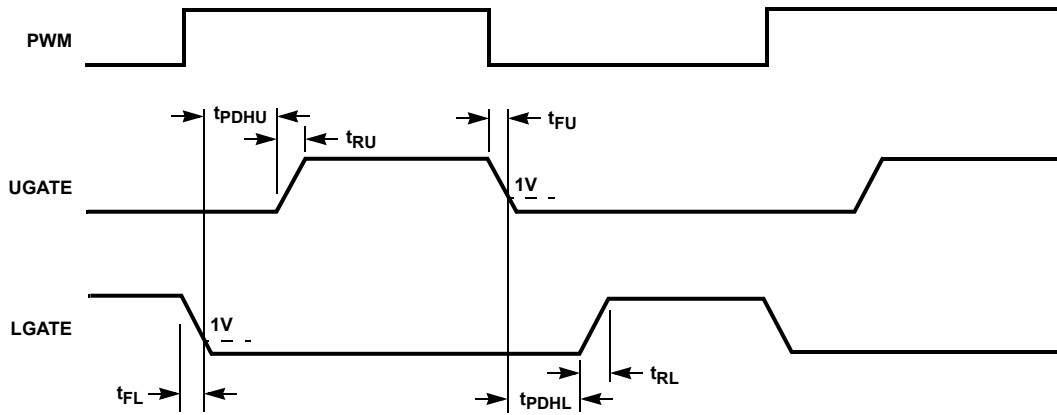 PWM
tPDHU
tRU
tFU
UGATE
1V
LGATE
1V
tFL
tRL
tPDHL